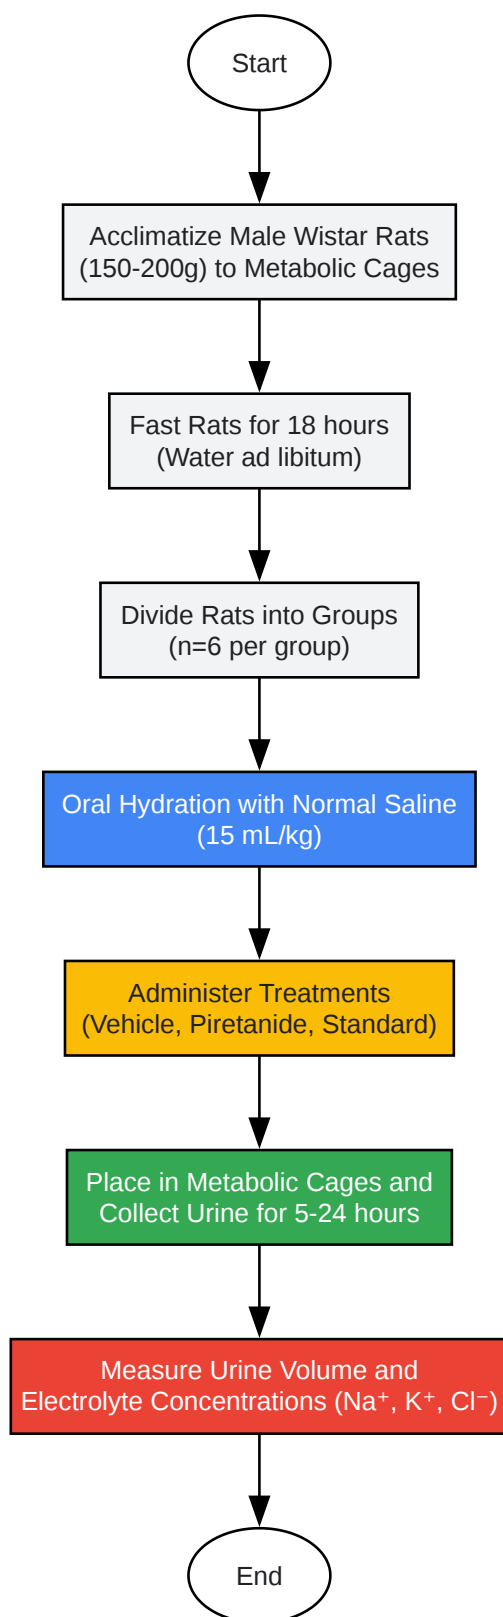 Start
Acclimatize Male Wistar Rats
(150-200g) to Metabolic Cages
Fast Rats for 18 hours
(Water ad libitum)
Divide Rats into Groups
(n=6 per group)
Oral Hydration with Normal Saline
(15 mL/kg)
Administer Treatments
(Vehicle, Piretanide, Standard)
Place in Metabolic Cages and
Collect Urine for 5-24 hours
Measure Urine Volume and
Electrolyte Concentrations (Na⁺, K⁺, Cl⁻)
End